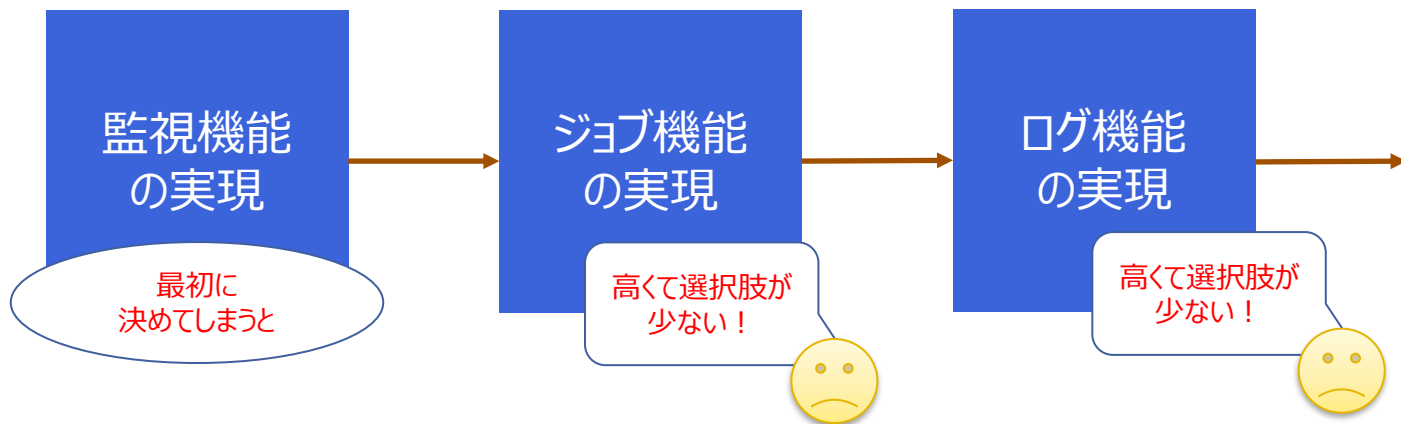 監視機能
の実現
最初に
決めてしまうと
ジョブ機能
の実現
高くて選択肢が
少ない！
ログ機能
の実現
高くて選択肢が
少ない！